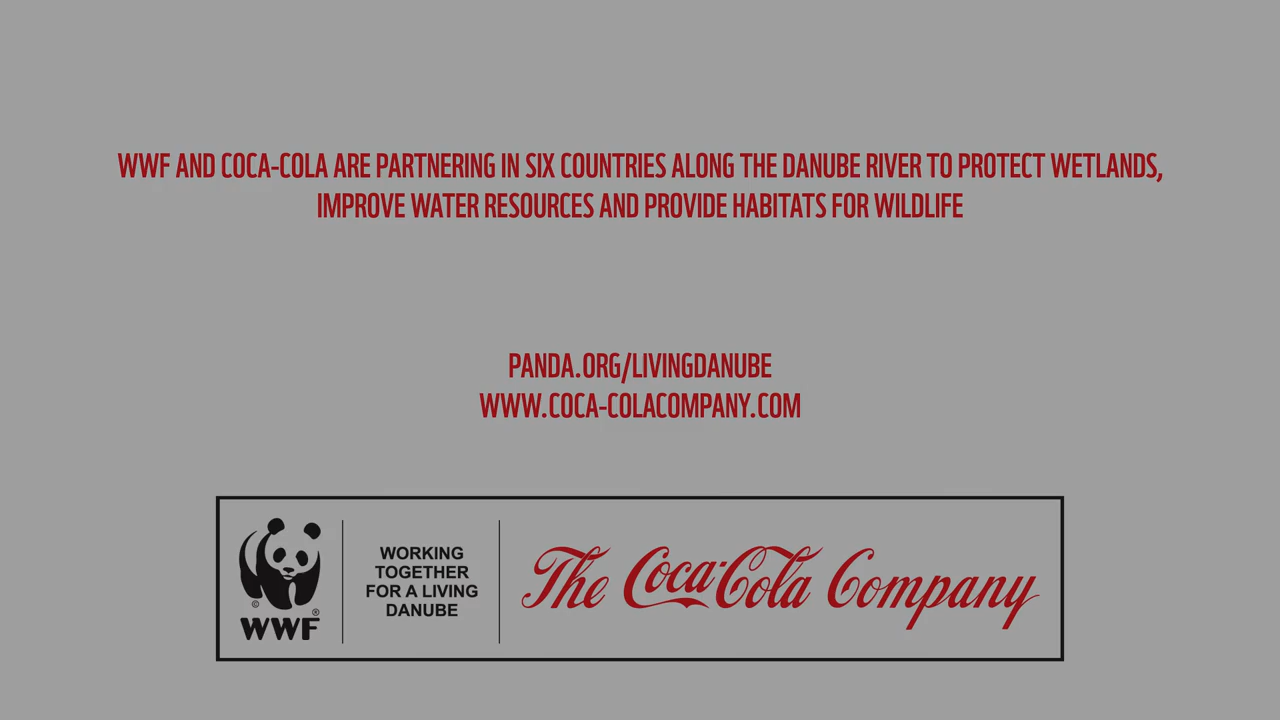 WWF AND COCA-COLA ARE PARTNERING IN SIX COUNTRIES ALONG THE DANUBE RIVER TO PROTECT WETLANDS,
IMPROVE WATER RESOURCES AND PROVIDE HABITATS FOR WILDLIFE
PANDA.ORG/LIVINGDANUBE
WWW.COCA-COLACOMPANY.COM
© ®
WWF
WORKING
TOGETHER
FOR A LIVING
DANUBE
The Coca-Cola Company